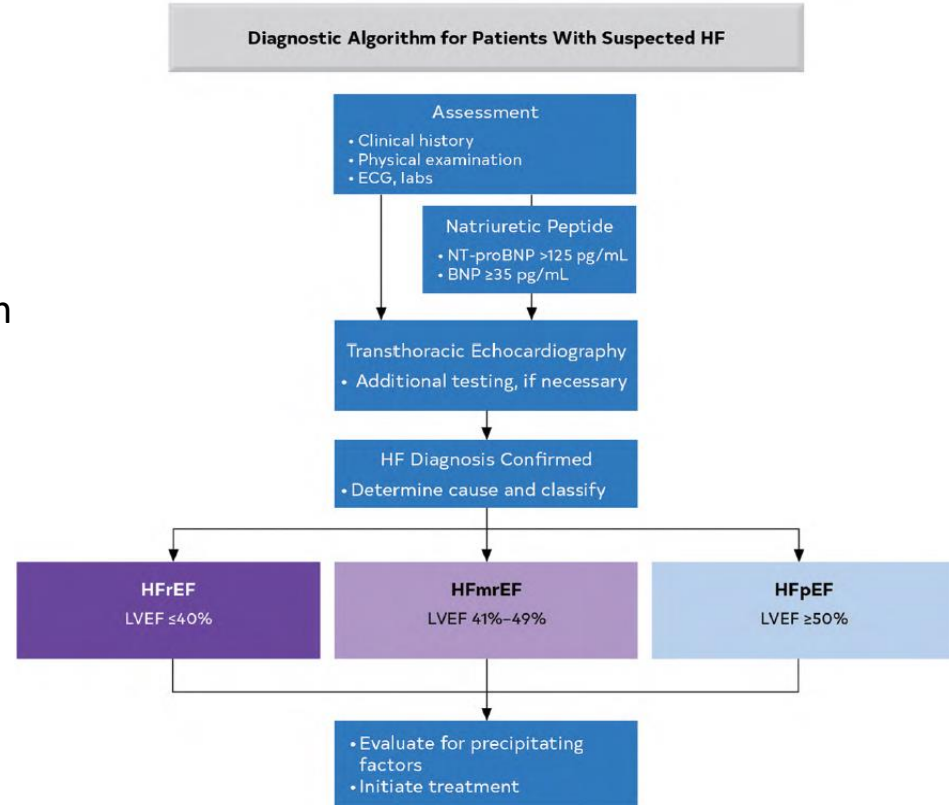 Diagnostic Algorithm for Patients With Suspected HF
Assessment
• Clinical history
• Physical examination
• ECG, labs
Natriuretic Peptide
• NT-proBNP >125 pg/mL
• BNP ≥35 pg/mL
Transthoracic Echocardiography
• Additional testing, if necessary
HF Diagnosis Confirmed
• Determine cause and classify
HFrEF
LVEF ≤40%
HFmrEF
LVEF 41%–49%
HFpEF
LVEF ≥50%
• Evaluate for precipitating
factors
• Initiate treatment